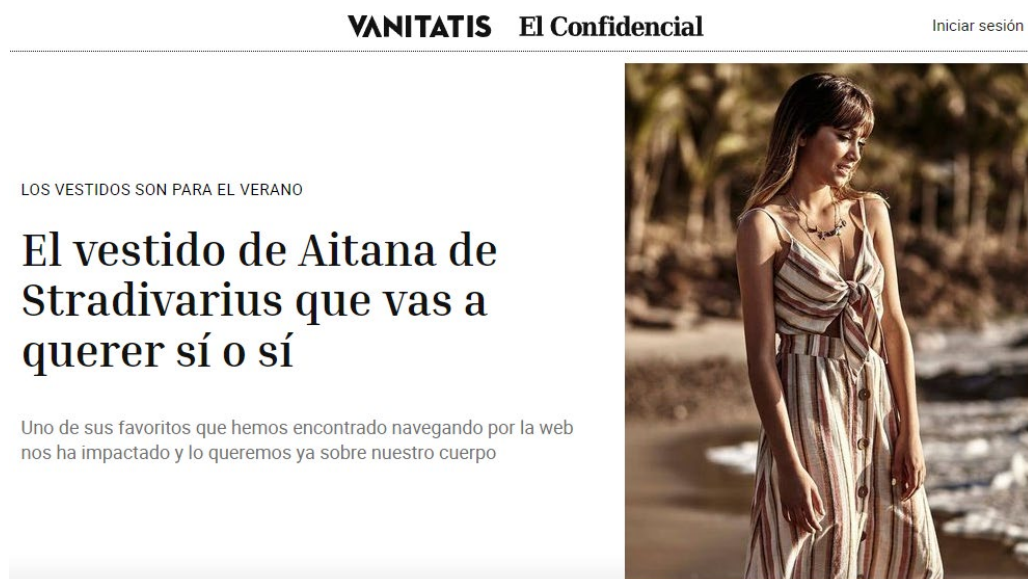 VANITATIS El Confidencial
Iniciar sesión
LOS VESTIDOS SON PARA EL VERANO
El vestido de Aitana de
Stradivarius que vas a
querer sí o sí
Uno de sus favoritos que hemos encontrado navegando por la web
nos ha impactado y lo queremos ya sobre nuestro cuerpo